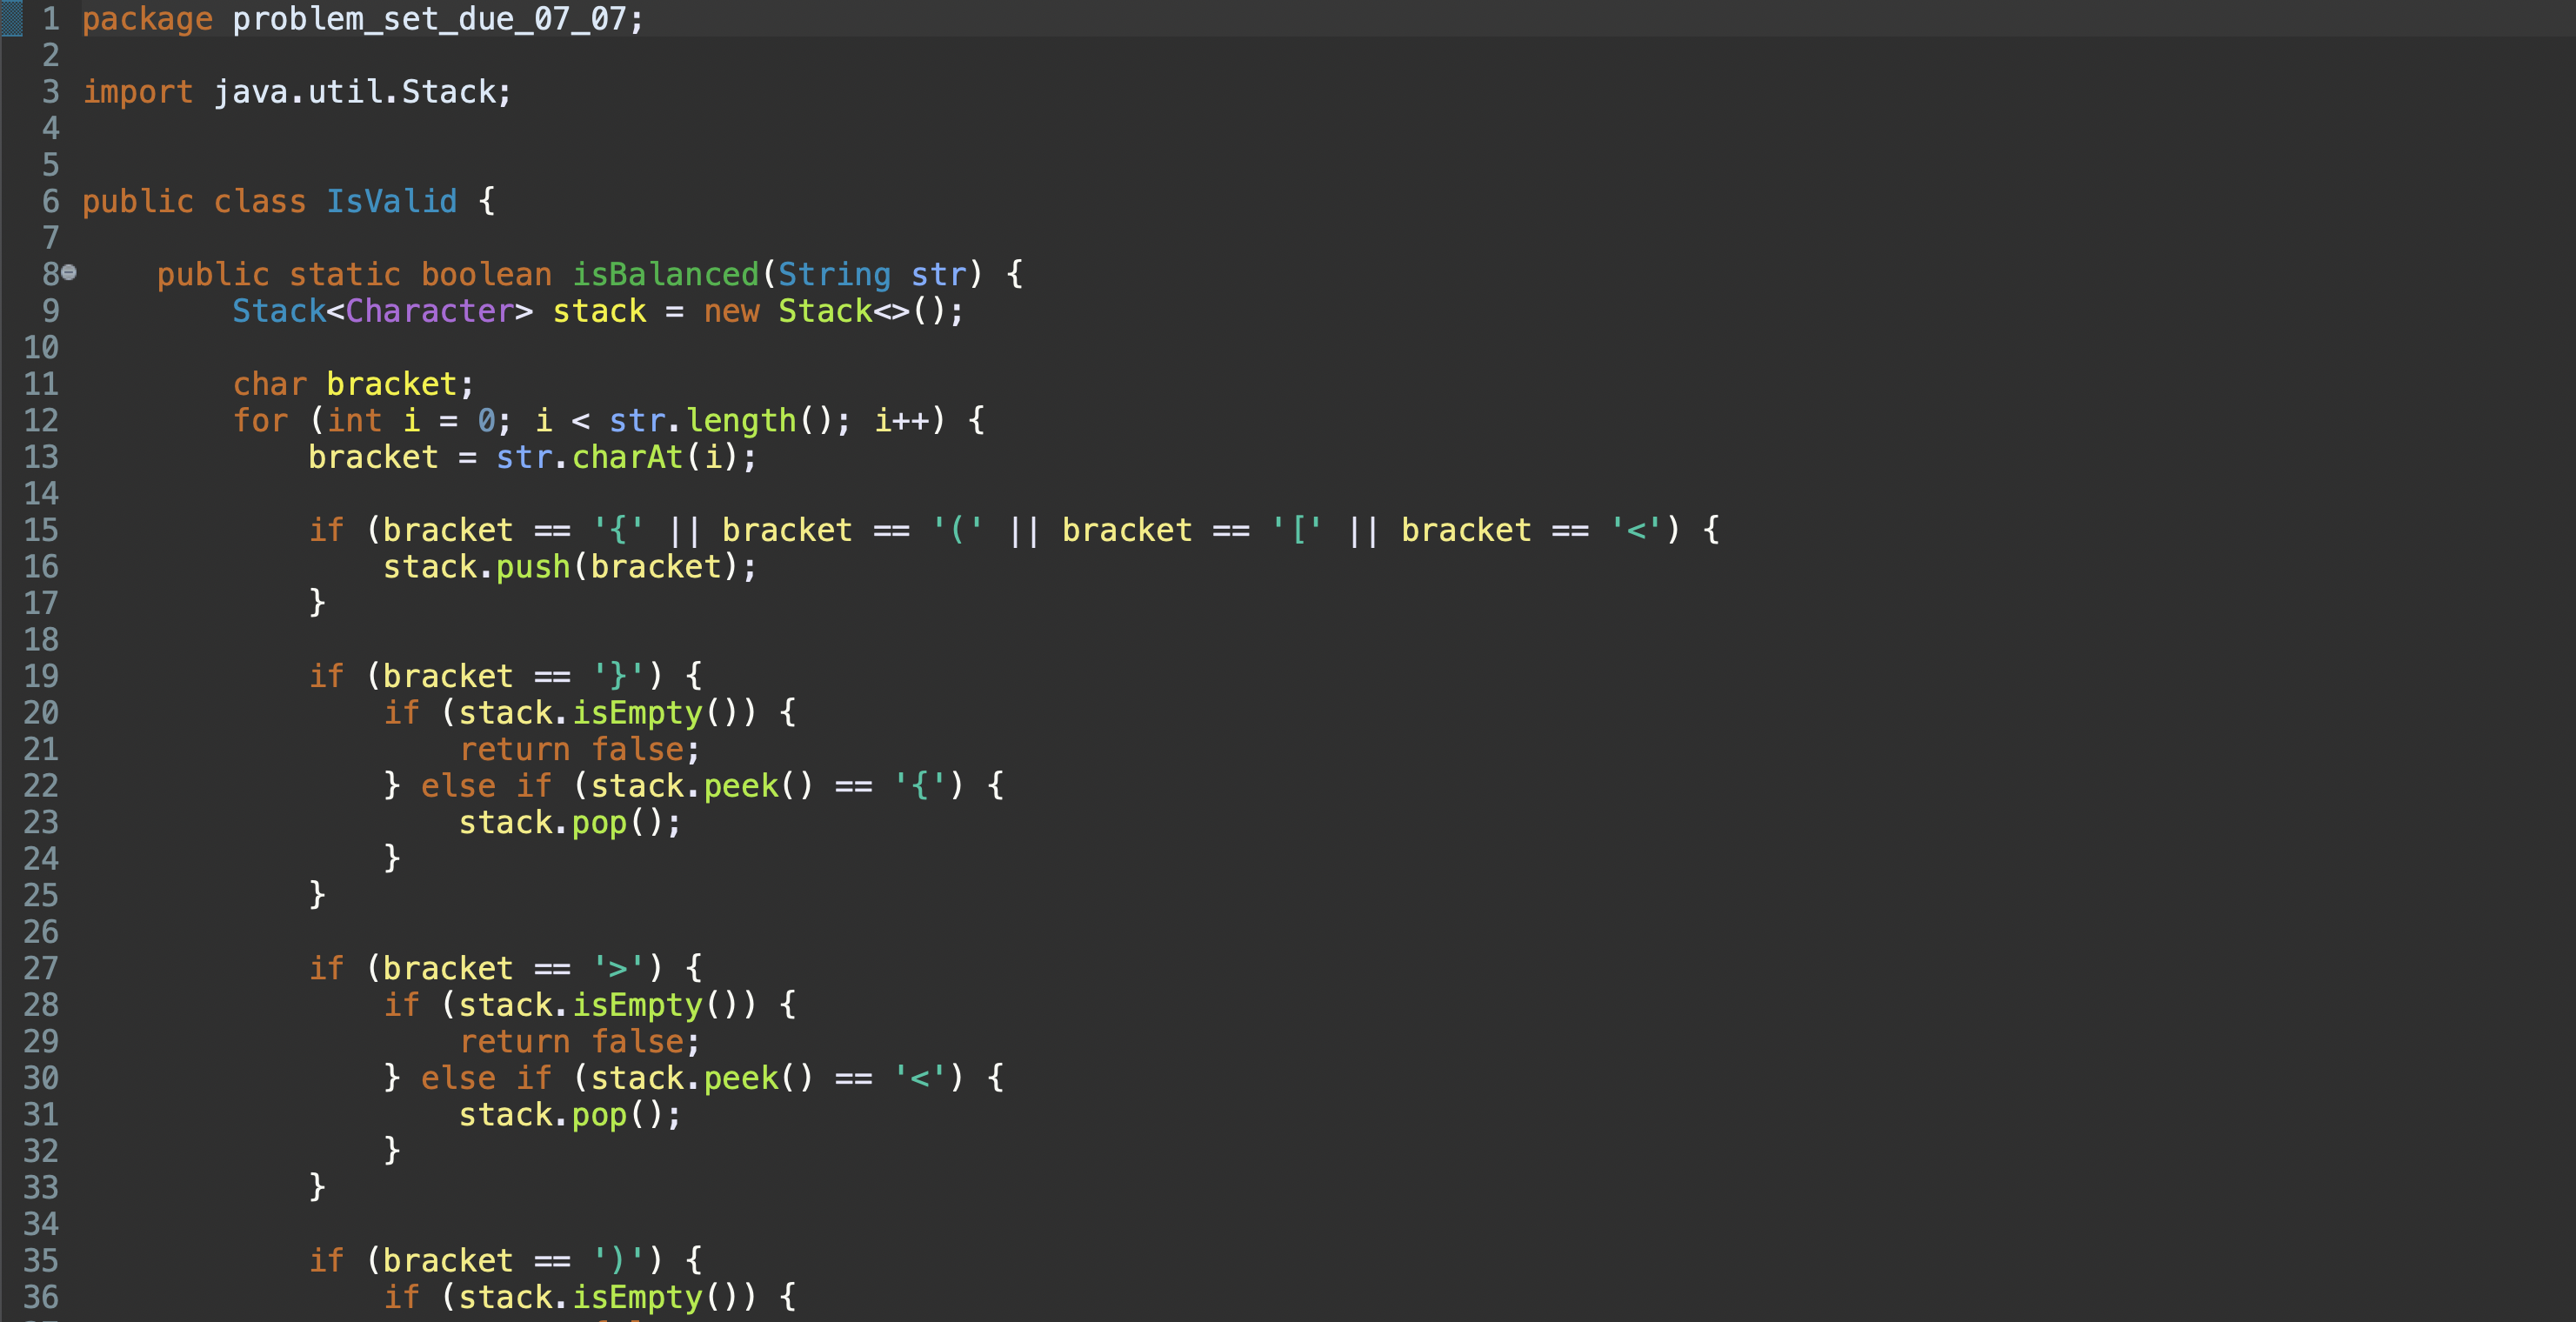 1 package problem_set_due_07_07;
2
3 import java.util.Stack;
4
5
6 public class IsValid {
7
8     public static boolean isBalanced(String str) {
9         Stack<Character> stack = new Stack<>();
10
11         char bracket;
12         for (int i = 0; i < str.length(); i++) {
13             bracket = str.charAt(i);
14
15             if (bracket == '{' || bracket == '(' || bracket == '[' || bracket == '<') {
16                 stack.push(bracket);
17             }
18
19             if (bracket == '}') {
20                 if (stack.isEmpty()) {
21                     return false;
22                 } else if (stack.peek() == '{') {
23                     stack.pop();
24                 }
25             }
26
27             if (bracket == '>') {
28                 if (stack.isEmpty()) {
29                     return false;
30                 } else if (stack.peek() == '<') {
31                     stack.pop();
32                 }
33             }
34
35             if (bracket == ')') {
36                 if (stack.isEmpty()) {